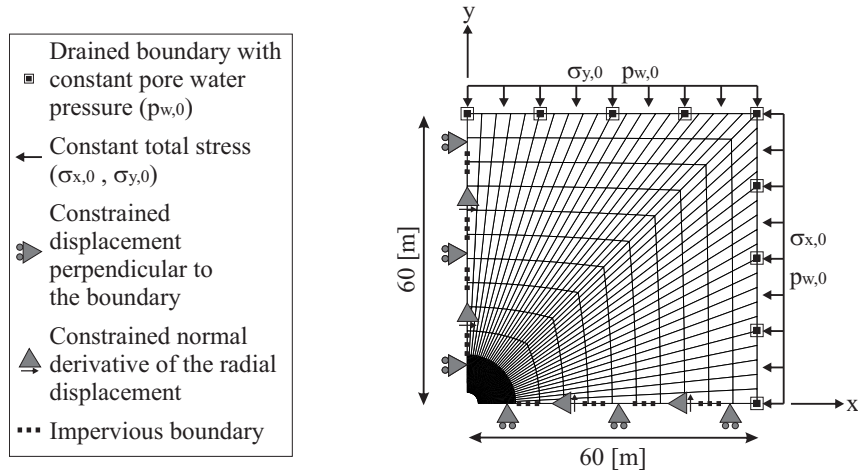 Drained boundary with
constant pore water
pressure (pw,0)
Constant total stress
(σx,0 , σy,0)
Constrained
displacement
perpendicular to
the boundary
Constrained normal
derivative of the radial
displacement
Impervious boundary
y
σy,0 pw,0
60 [m]
σx,0
pw,0
x
60 [m]